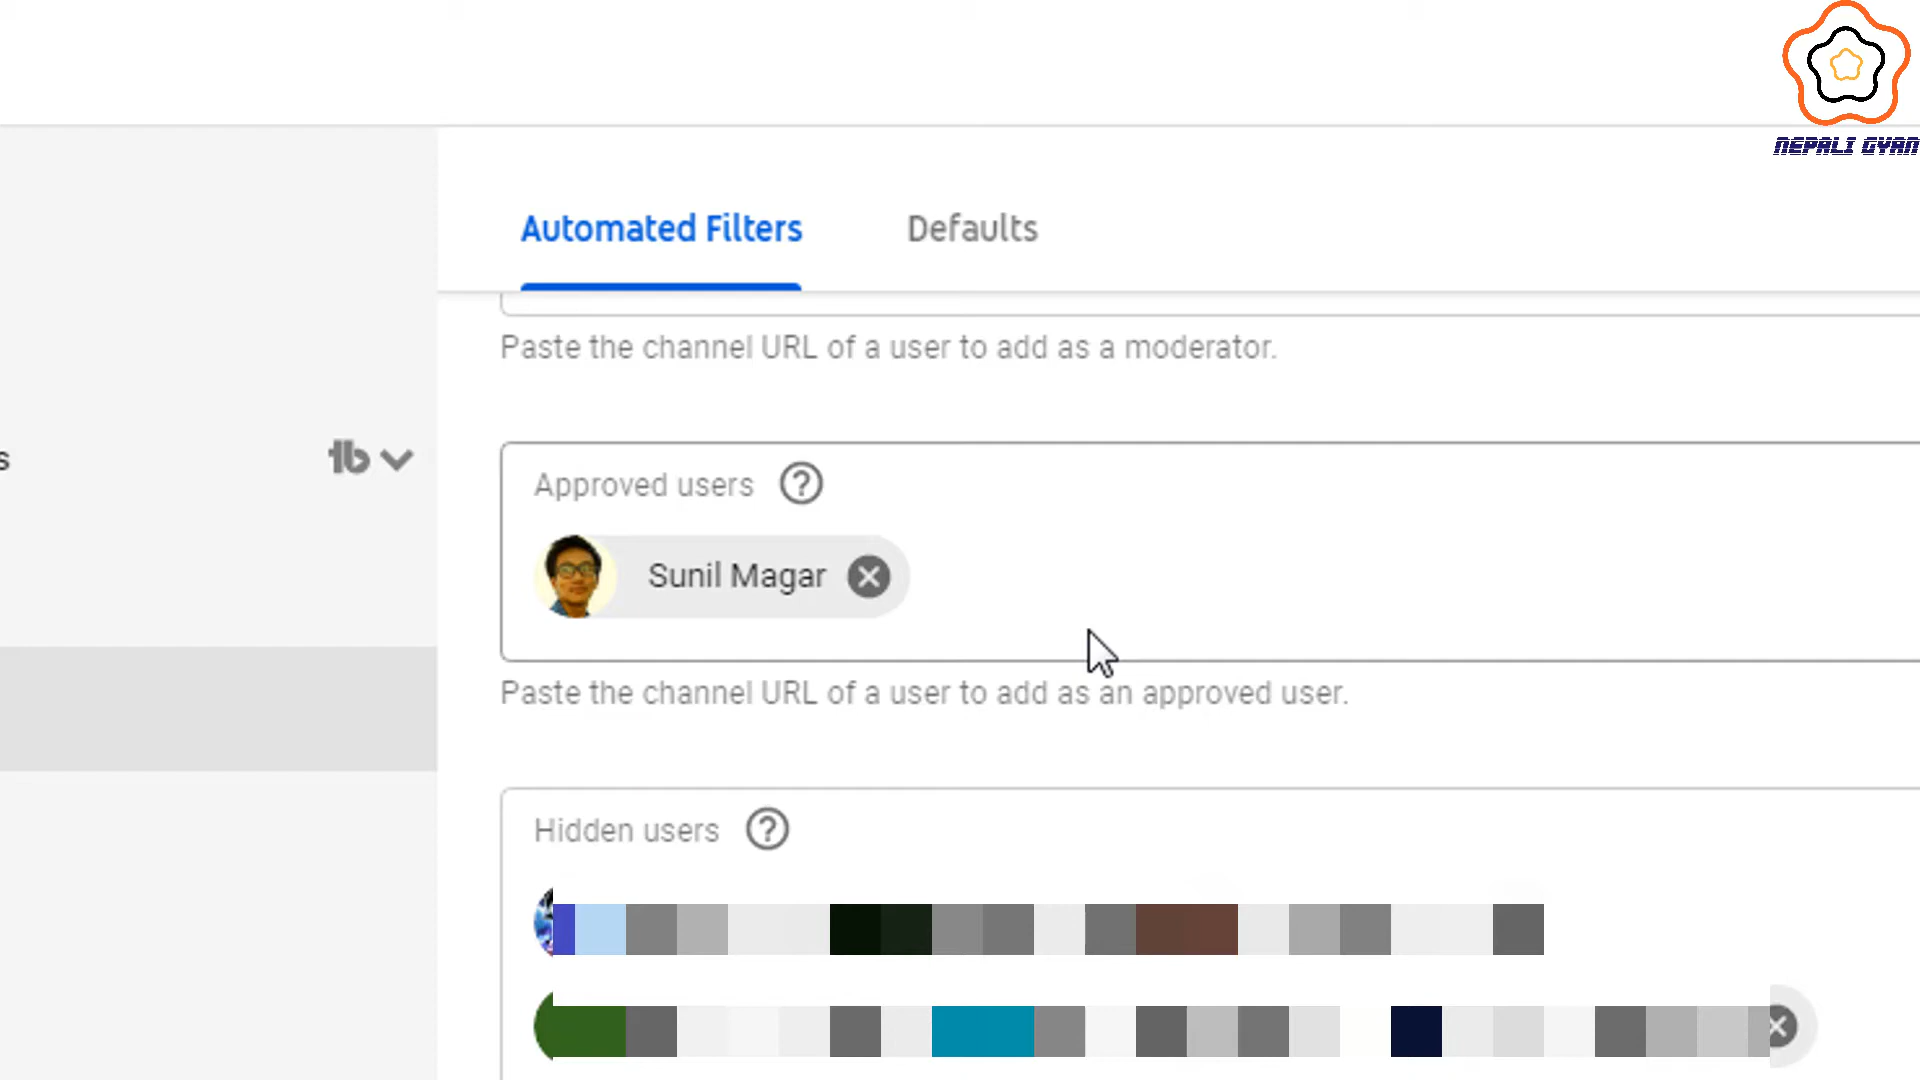 NEPALI GYAN
Automated Filters Defaults
Paste the channel URL of a user to add as a moderator.
s
tb
Approved users ?
Sunil Magar
Paste the channel URL of a user to add as an approved user.
Hidden users ?